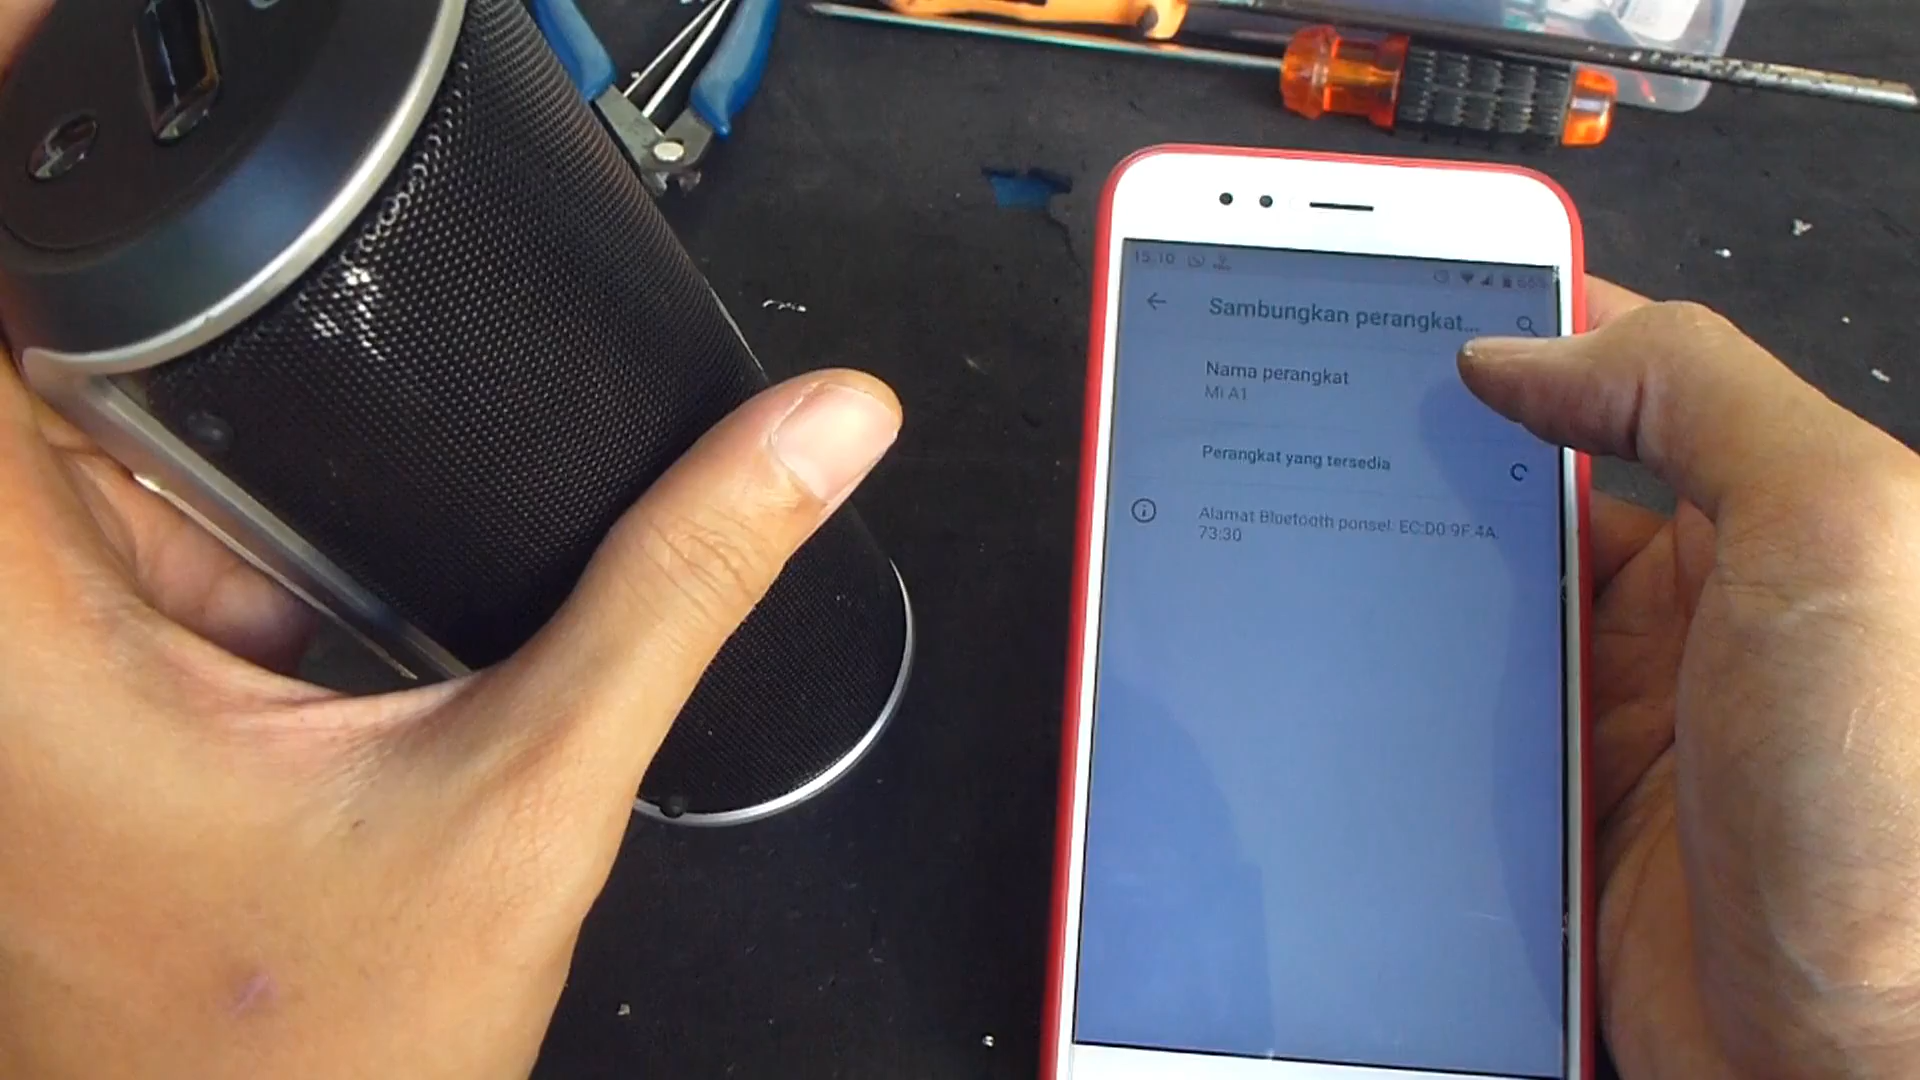 15.10
Sambungkan perangkat...
Nama perangkat
Mi A1
Perangkat yang tersedia
Alamat Bluetooth ponsel: EC:D0:9F:4A:
73:30